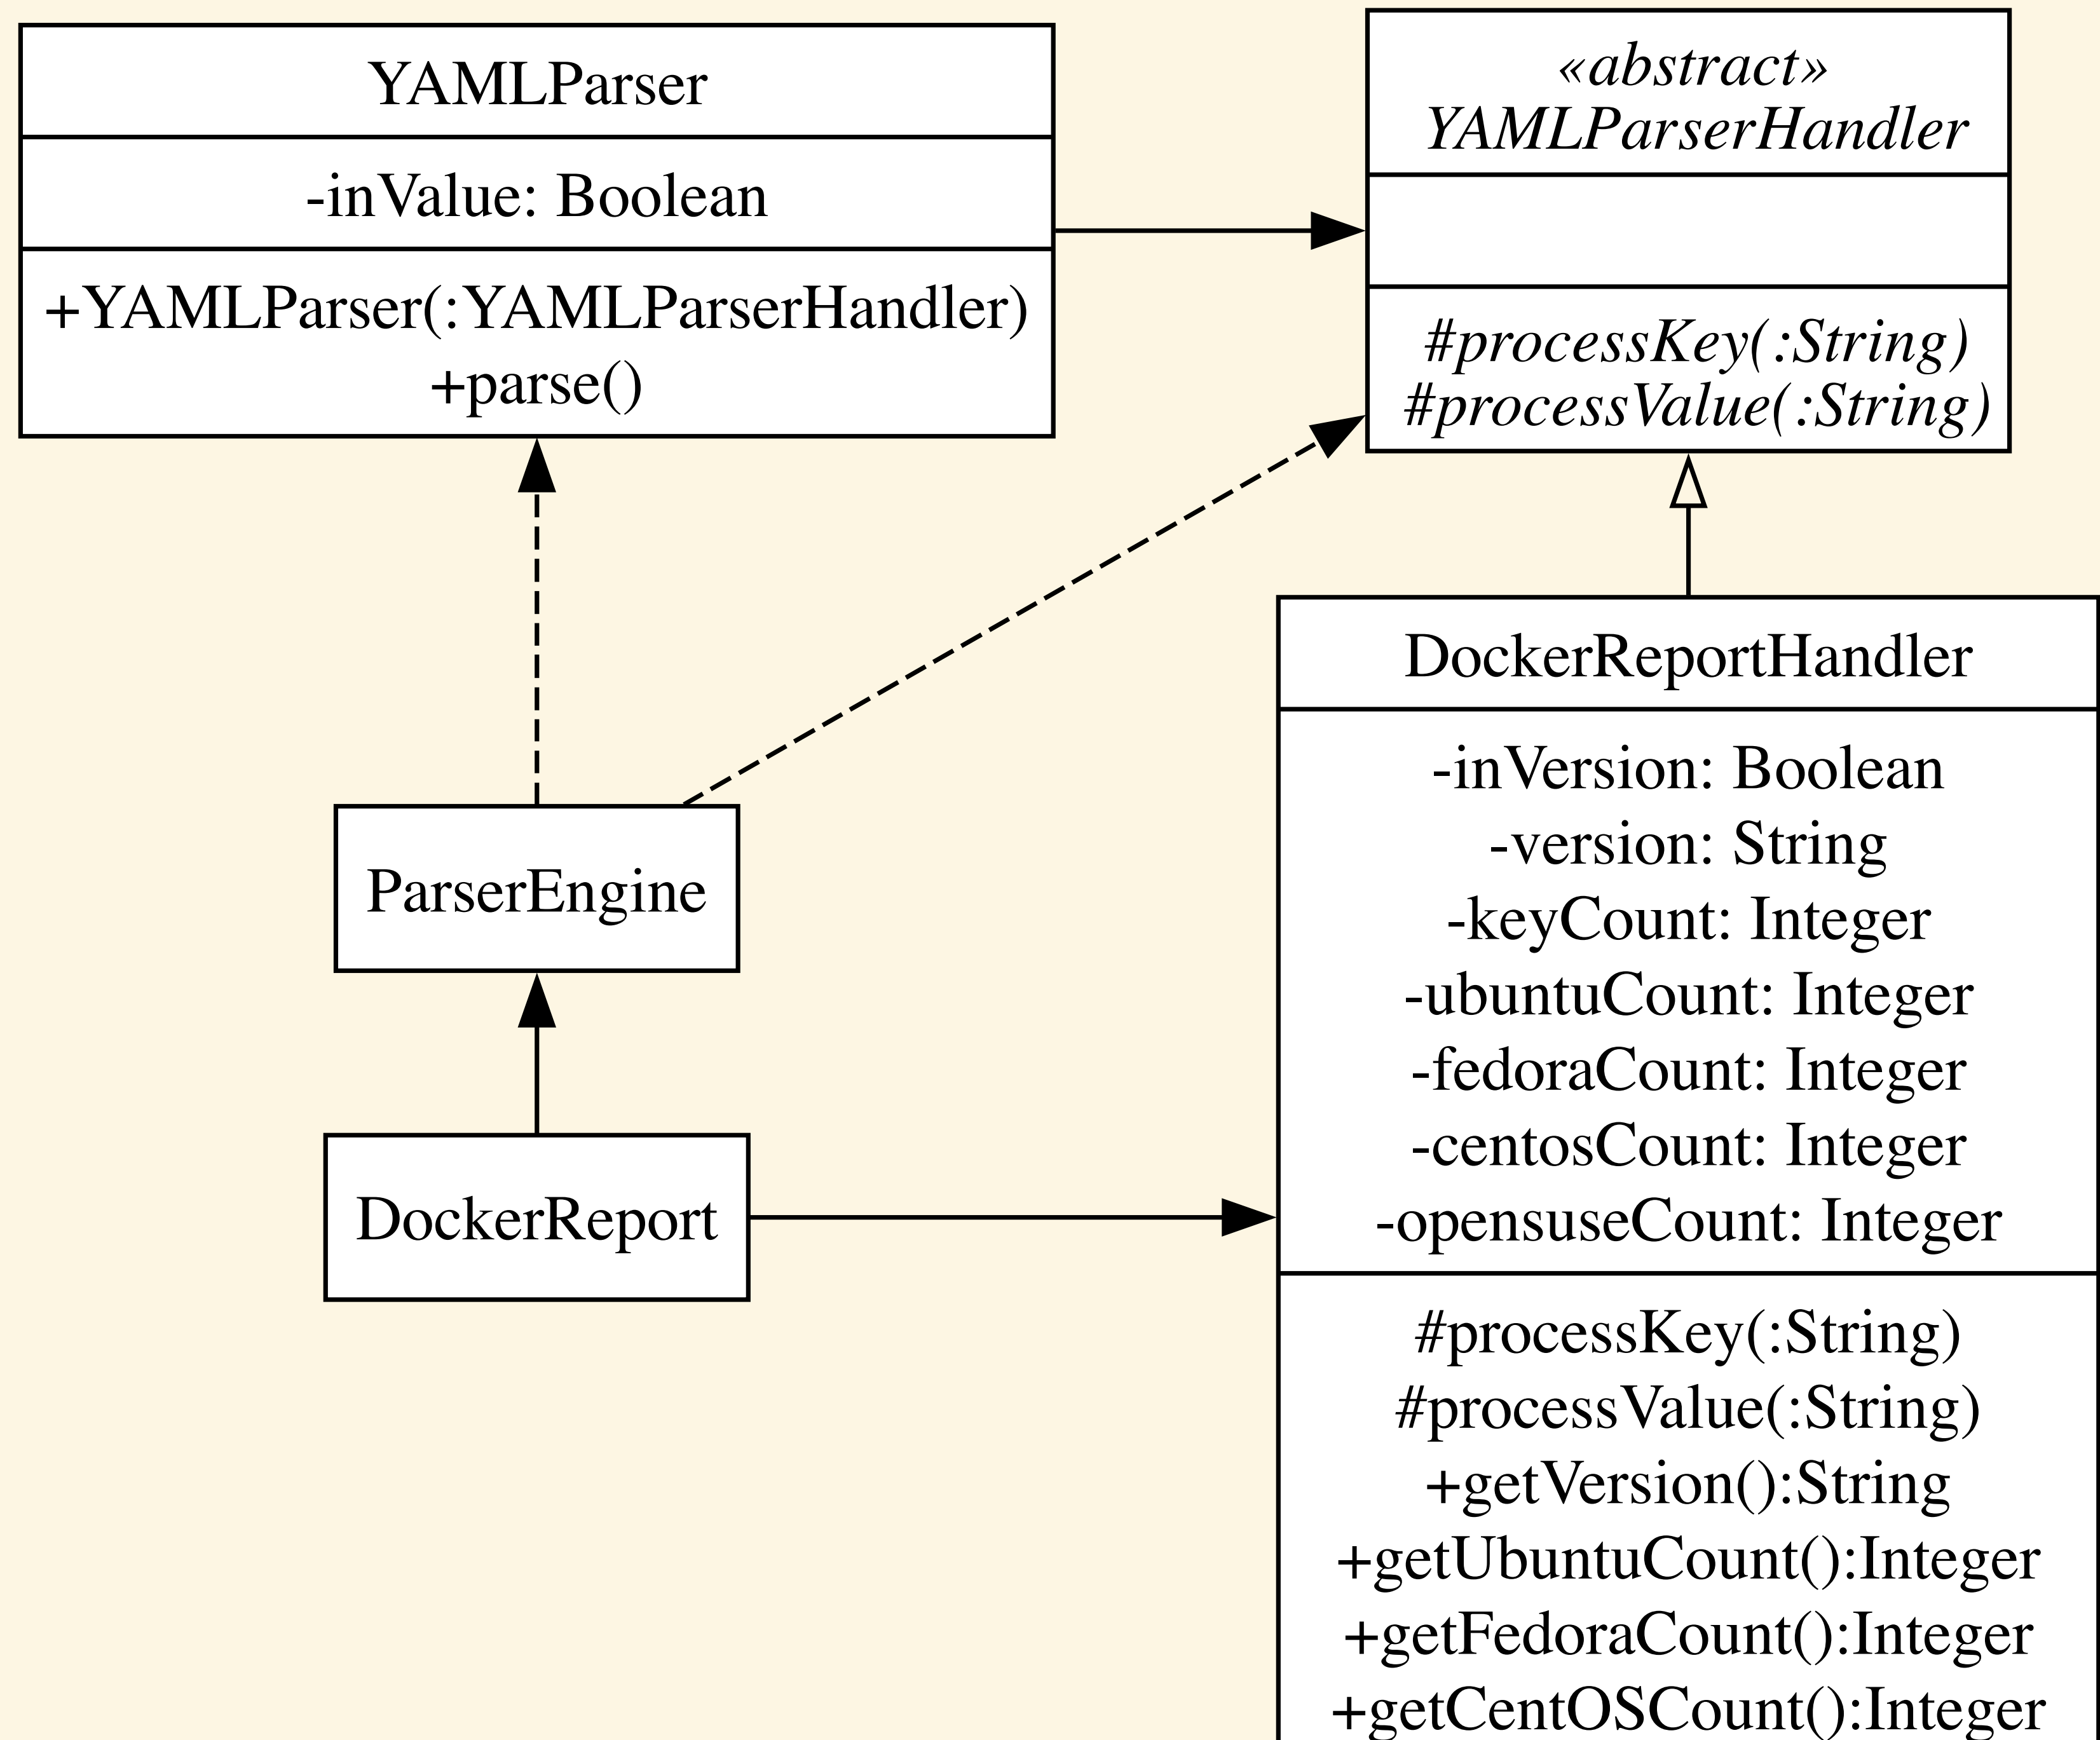 YAMLParser
-inValue: Boolean
+YAMLParser(:YAMLParserHandler)
+parse()
«abstract»
YAMLParserHandler
#processKey(:String)
#processValue(:String)
ParserEngine
DockerReport
DockerReportHandler
-inVersion: Boolean
-version: String
-keyCount: Integer
-ubuntuCount: Integer
-fedoraCount: Integer
-centosCount: Integer
-opensuseCount: Integer
#processKey(:String)
#processValue(:String)
+getVersion():String
+getUbuntuCount():Integer
+getFedoraCount():Integer
+getCentOSCount():Integer